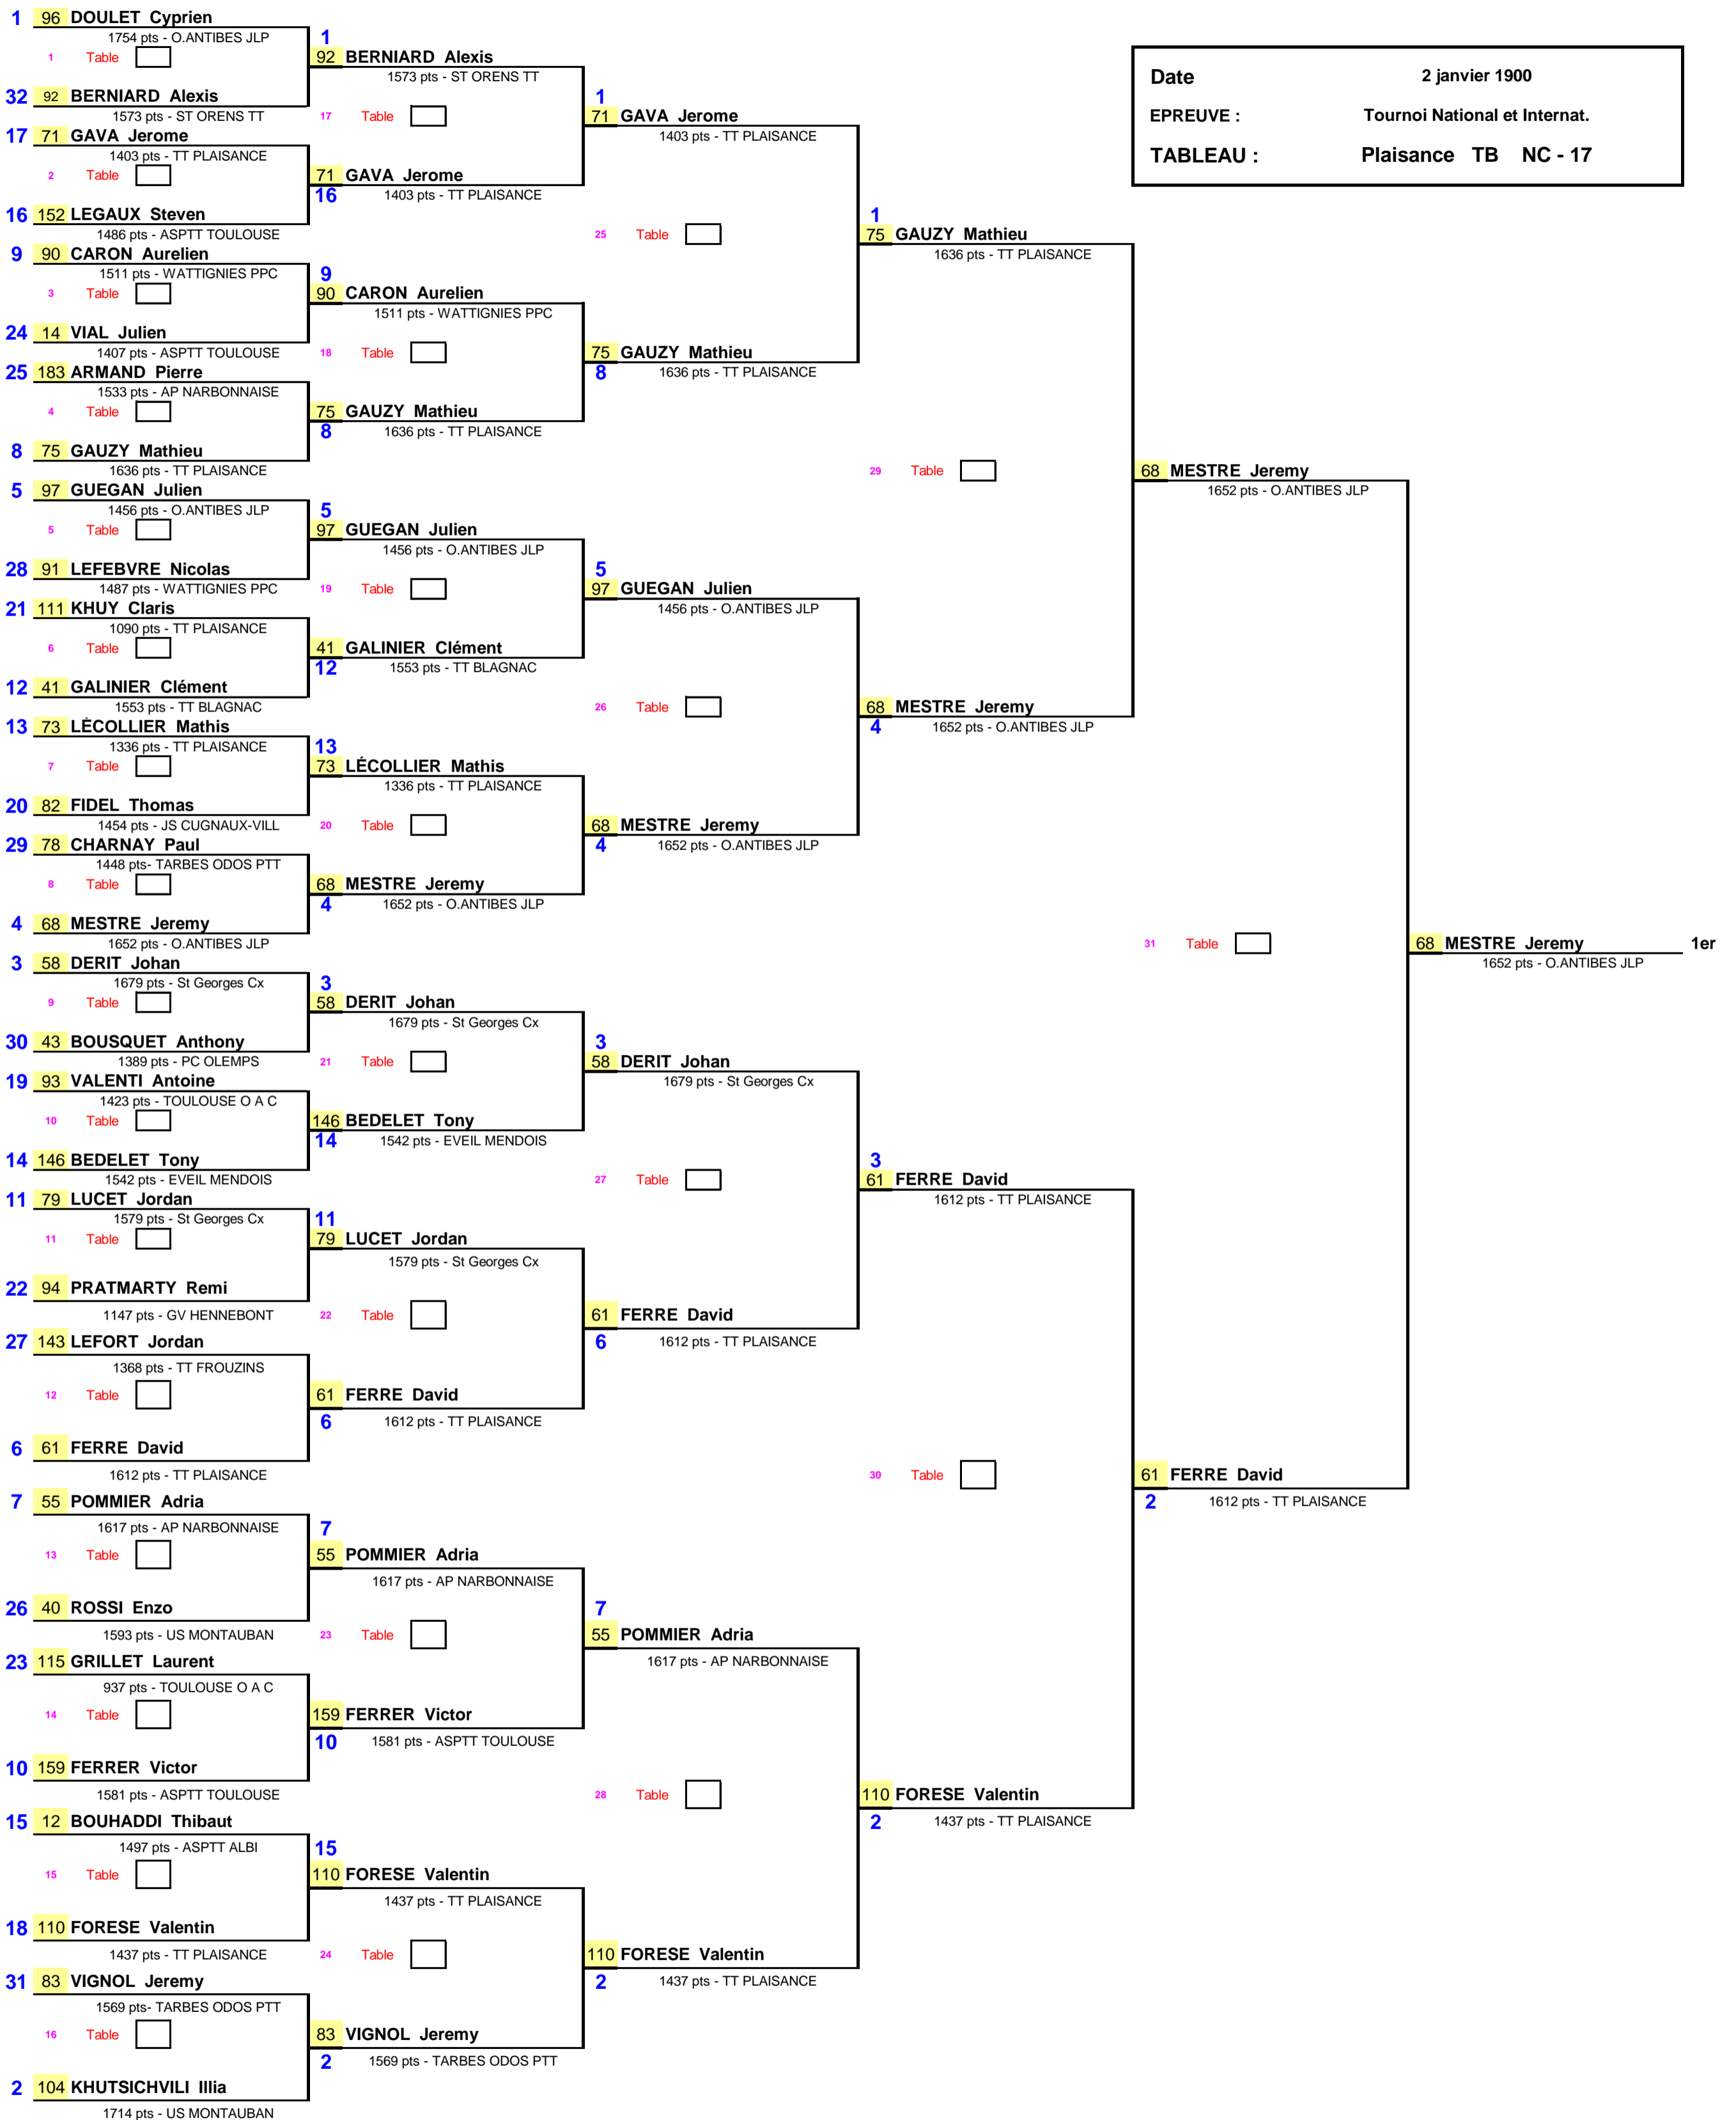 1 96 DOULET Cyprien
1754 pts - O.ANTIBES JLP
1 Table
32 92 BERNIARD Alexis
1573 pts - ST ORENS TT
17 71 GAVA Jerome
1403 pts - TT PLAISANCE
2 Table
16 152 LEGAUX Steven
1486 pts - ASPTT TOULOUSE
9 90 CARON Aurelien
1511 pts - WATTIGNIES PPC
3 Table
24 14 VIAL Julien
1407 pts - ASPTT TOULOUSE
25 183 ARMAND Pierre
1533 pts - AP NARBONNAISE
4 Table
8 75 GAUZY Mathieu
1636 pts - TT PLAISANCE
5 97 GUEGAN Julien
1456 pts - O.ANTIBES JLP
5 Table
28 91 LEFEBVRE Nicolas
1487 pts - WATTIGNIES PPC
21 111 KHUY Claris
1090 pts - TT PLAISANCE
6 Table
12 41 GALINIER Clément
1553 pts - TT BLAGNAC
13 73 LÉCOLLIER Mathis
1336 pts - TT PLAISANCE
7 Table
20 82 FIDEL Thomas
1454 pts - JS CUGNAUX-VILL
29 78 CHARNAY Paul
1448 pts- TARBES ODOS PTT
8 Table
4 68 MESTRE Jeremy
1652 pts - O.ANTIBES JLP
3 58 DERIT Johan
1679 pts - St Georges Cx
9 Table
30 43 BOUSQUET Anthony
1389 pts - PC OLEMPS
19 93 VALENTI Antoine
1423 pts - TOULOUSE O A C
10 Table
14 146 BEDELET Tony
1542 pts - EVEIL MENDOIS
11 79 LUCET Jordan
1579 pts - St Georges Cx
11 Table
22 94 PRATMARTY Remi
1147 pts - GV HENNEBONT
27 143 LEFORT Jordan
1368 pts - TT FROUZINS
12 Table
6 61 FERRE David
1612 pts - TT PLAISANCE
7 55 POMMIER Adria
1617 pts - AP NARBONNAISE
13 Table
26 40 ROSSI Enzo
1593 pts - US MONTAUBAN
23 115 GRILLET Laurent
937 pts - TOULOUSE O A C
14 Table
10 159 FERRER Victor
1581 pts - ASPTT TOULOUSE
15 12 BOUHADDI Thibaut
1497 pts - ASPTT ALBI
15 Table
18 110 FORESE Valentin
1437 pts - TT PLAISANCE
31 83 VIGNOL Jeremy
1569 pts- TARBES ODOS PTT
16 Table
2 104 KHUTSICHVILI Illia
1714 pts - US MONTAUBAN
1
92 BERNIARD Alexis
1573 pts - ST ORENS TT
17 Table
71 GAVA Jerome
16 1403 pts - TT PLAISANCE
9
90 CARON Aurelien
1511 pts - WATTIGNIES PPC
18 Table
75 GAUZY Mathieu
8 1636 pts - TT PLAISANCE
5
97 GUEGAN Julien
1456 pts - O.ANTIBES JLP
19 Table
41 GALINIER Clément
12 1553 pts - TT BLAGNAC
13
73 LÉCOLLIER Mathis
1336 pts - TT PLAISANCE
20 Table
68 MESTRE Jeremy
4 1652 pts - O.ANTIBES JLP
3
58 DERIT Johan
1679 pts - St Georges Cx
21 Table
146 BEDELET Tony
14 1542 pts - EVEIL MENDOIS
11
79 LUCET Jordan
1579 pts - St Georges Cx
22 Table
61 FERRE David
6 1612 pts - TT PLAISANCE
7
55 POMMIER Adria
1617 pts - AP NARBONNAISE
23 Table
159 FERRER Victor
10 1581 pts - ASPTT TOULOUSE
15
110 FORESE Valentin
1437 pts - TT PLAISANCE
24 Table
83 VIGNOL Jeremy
2 1569 pts - TARBES ODOS PTT
1
71 GAVA Jerome
1403 pts - TT PLAISANCE
25 Table
75 GAUZY Mathieu
8 1636 pts - TT PLAISANCE
5
97 GUEGAN Julien
1456 pts - O.ANTIBES JLP
26 Table
68 MESTRE Jeremy
4 1652 pts - O.ANTIBES JLP
3
58 DERIT Johan
1679 pts - St Georges Cx
27 Table
61 FERRE David
6 1612 pts - TT PLAISANCE
7
55 POMMIER Adria
1617 pts - AP NARBONNAISE
28 Table
110 FORESE Valentin
2 1437 pts - TT PLAISANCE
1
75 GAUZY Mathieu
1636 pts - TT PLAISANCE
29 Table
68 MESTRE Jeremy
4 1652 pts - O.ANTIBES JLP
3
61 FERRE David
1612 pts - TT PLAISANCE
30 Table
110 FORESE Valentin
2 1437 pts - TT PLAISANCE
Date 2 janvier 1900
EPREUVE : Tournoi National et Internat.
TABLEAU : Plaisance TB NC - 17
68 MESTRE Jeremy
1652 pts - O.ANTIBES JLP
31 Table
61 FERRE David
2 1612 pts - TT PLAISANCE
68 MESTRE Jeremy 1er
1652 pts - O.ANTIBES JLP